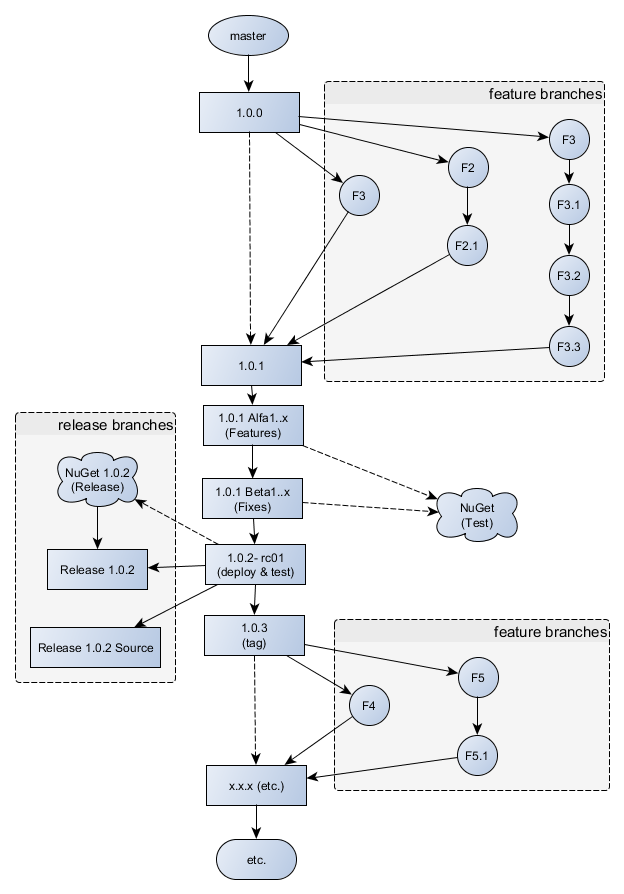 master
feature branches
1.0.0
F3
F2
F3
F3.1
F2.1
F3.2
F3.3
1.0.1
1.0.1 Alfa1..x
(Features)
release branches
NuGet 1.0.2
(Release)
1.0.1 Beta1..x
(Fixes)
NuGet
(Test)
1.0.2- rc01
(deploy & test)
Release 1.0.2
1.0.3
(tag)
feature branches
Release 1.0.2 Source
F5
F4
F5.1
x.x.x (etc.)
etc.